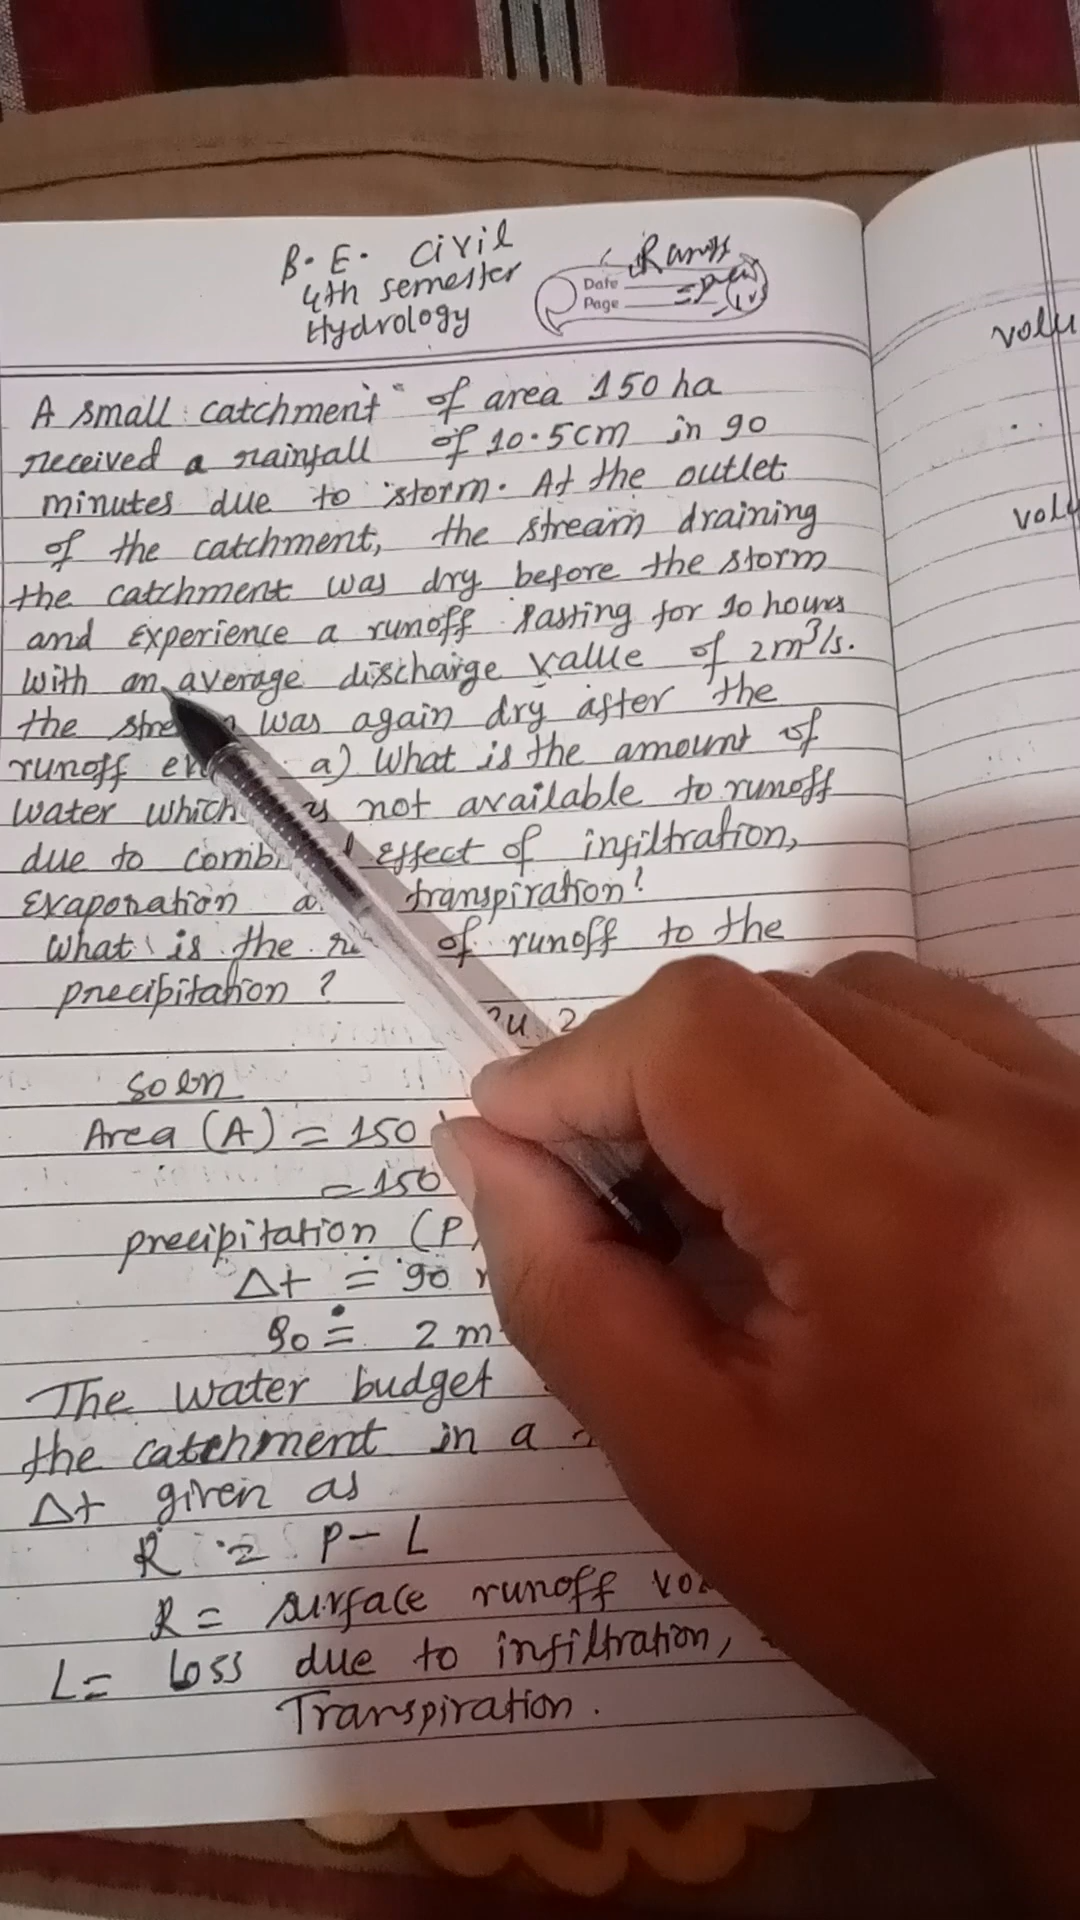 B.E. Civil
4th semester
Hydrology
Date
Page
A small catchment of area 150 ha
received a rainfall of 10.5cm in 90
minutes due to storm. At the outlet
of the catchment, the stream draining
the catchment was dry before the storm
and experience a runoff lasting for 10 hours
with an average discharge value of 2m³/s.
the was again dry after the
runoff a) What is the amount of
water not available to runoff
due to effect of infiltration,
Evaporation transpiration?
What is the of runoff to the
precipitation?
Soln
Area (A) = 150
= 150
precipitation (P)
Δt = 90
= 2 m
The water budget
the catchment in a
Δt given as
R = P - L
R = surface runoff
L = Loss due to infiltration,
Transpiration.